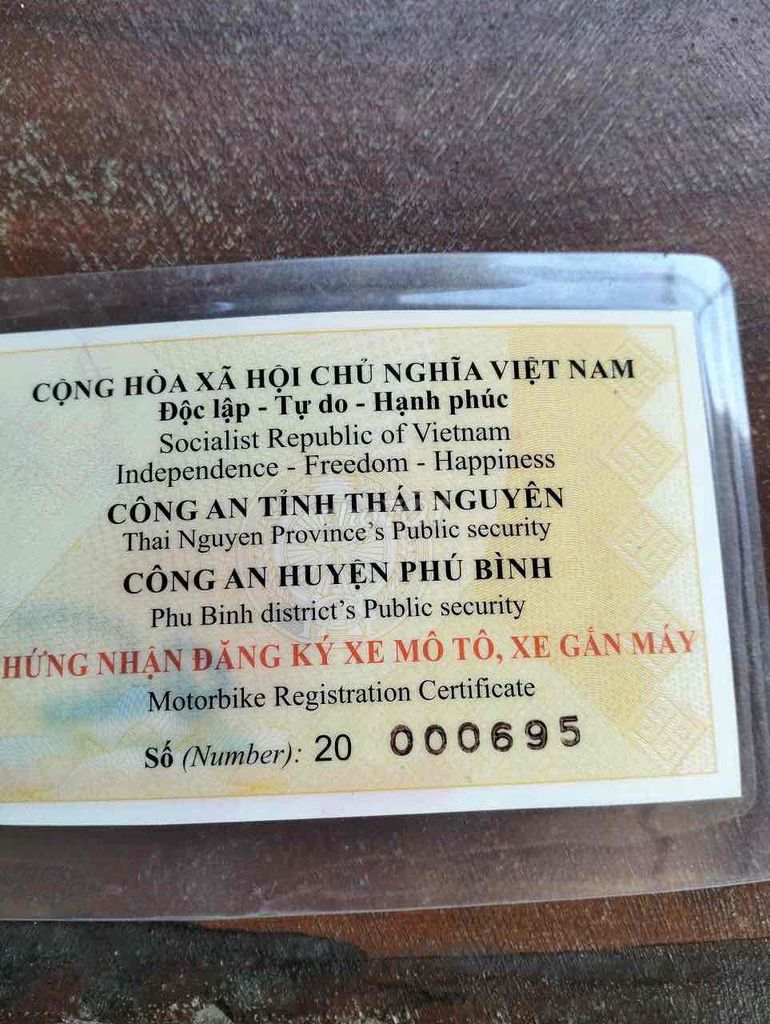 CỘNG HÒA XÃ HỘI CHỦ NGHĨA VIỆT NAM
Độc lập - Tự do - Hạnh phúc
Socialist Republic of Vietnam
Independence - Freedom - Happiness
CÔNG AN TỈNH THÁI NGUYÊN
Thai Nguyen Province's Public security
CÔNG AN HUYỆN PHÚ BÌNH
Phu Binh district's Public security
HỨNG NHẬN ĐĂNG KÝ XE MÔ TÔ, XE GẮN MÁY
Motorbike Registration Certificate
Số (Number): 20 000695